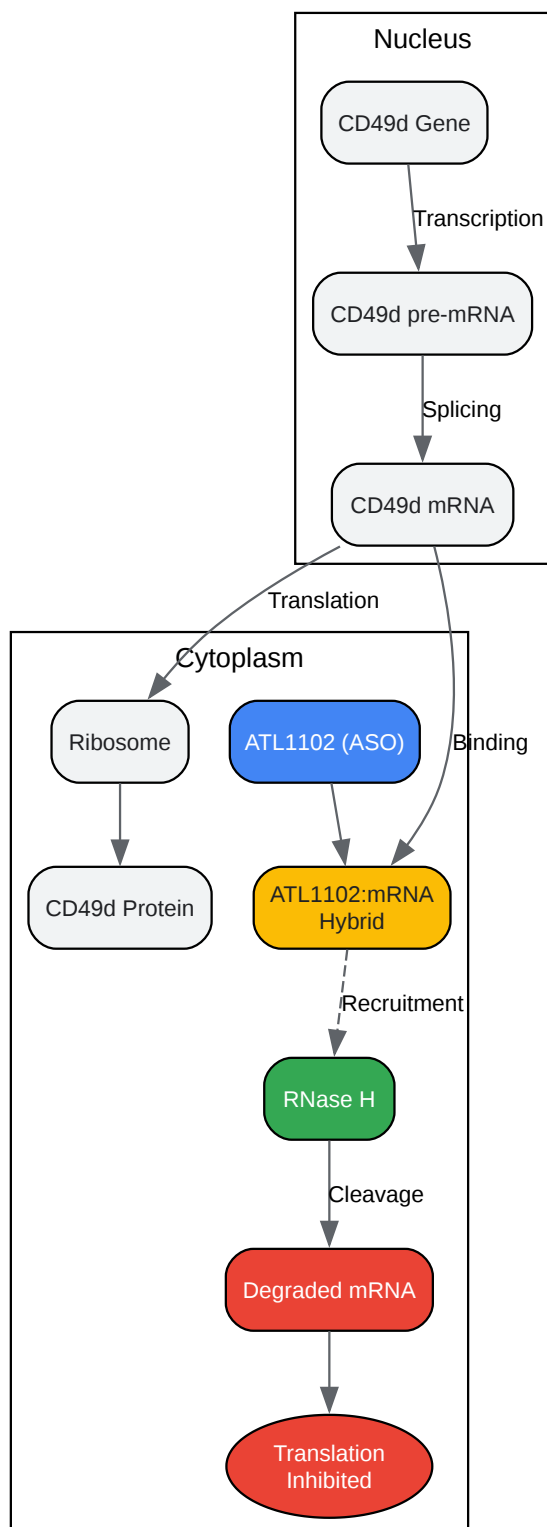 Nucleus
CD49d Gene
Transcription
CD49d pre-mRNA
Splicing
CD49d mRNA
Translation
Cytoplasm
Ribosome
ATL1102 (ASO)
Binding
CD49d Protein
ATL1102:mRNA
Hybrid
Recruitment
RNase H
Cleavage
Degraded mRNA
Translation
Inhibited